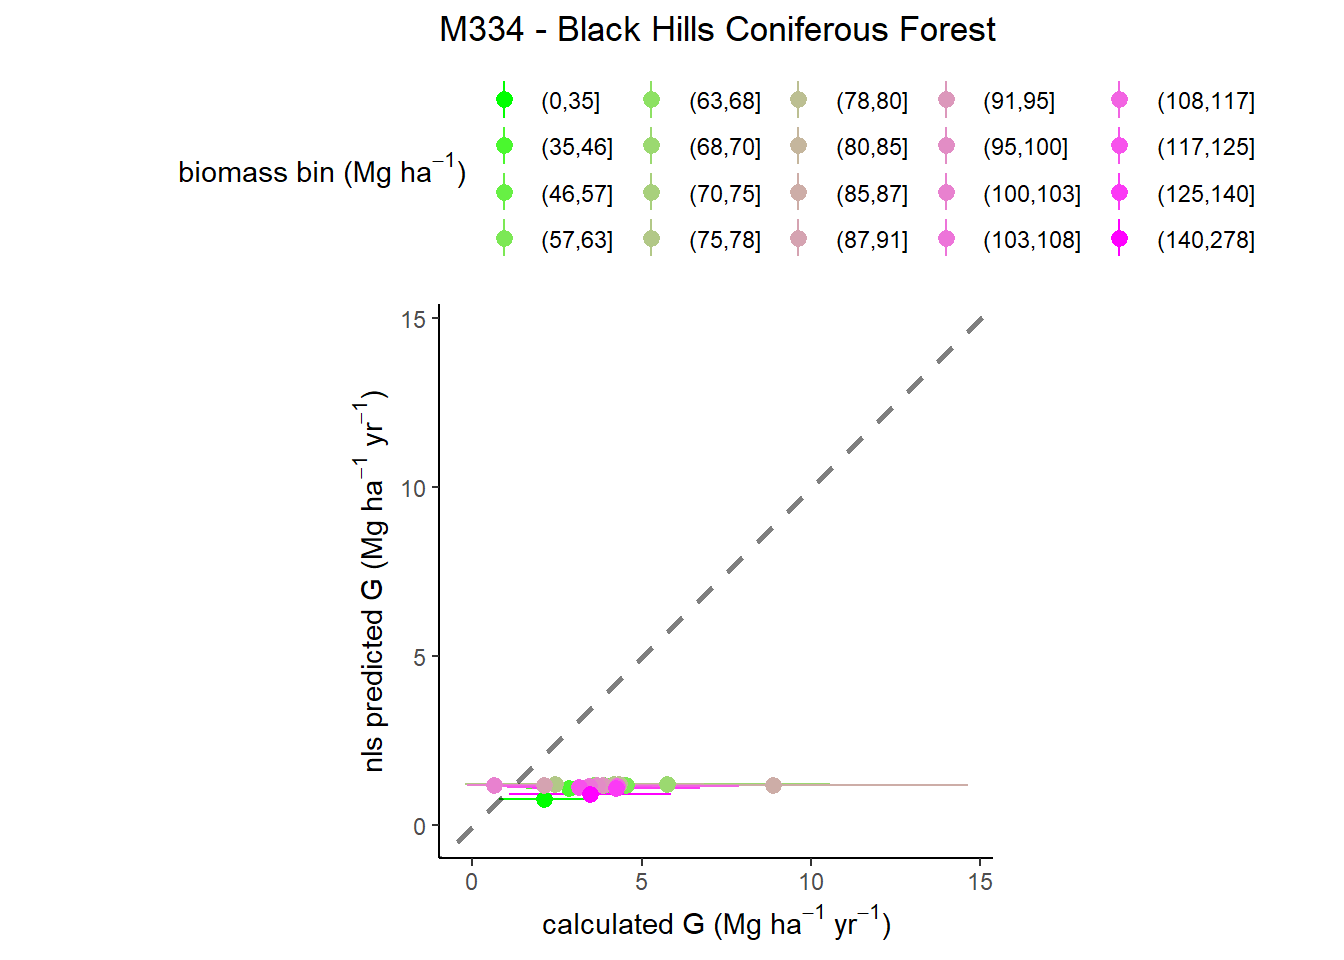 M334 - Black Hills Coniferous Forest
biomass bin (Mg ha⁻¹)
(0,35] (63,68] (78,80] (91,95] (108,117]
(35,46] (68,70] (80,85] (95,100] (117,125]
(46,57] (70,75] (85,87] (100,103] (125,140]
(57,63] (75,78] (87,91] (103,108] (140,278]
nls predicted G (Mg ha⁻¹ yr⁻¹)
15
10
5
0
0 5 10 15
calculated G (Mg ha⁻¹ yr⁻¹)